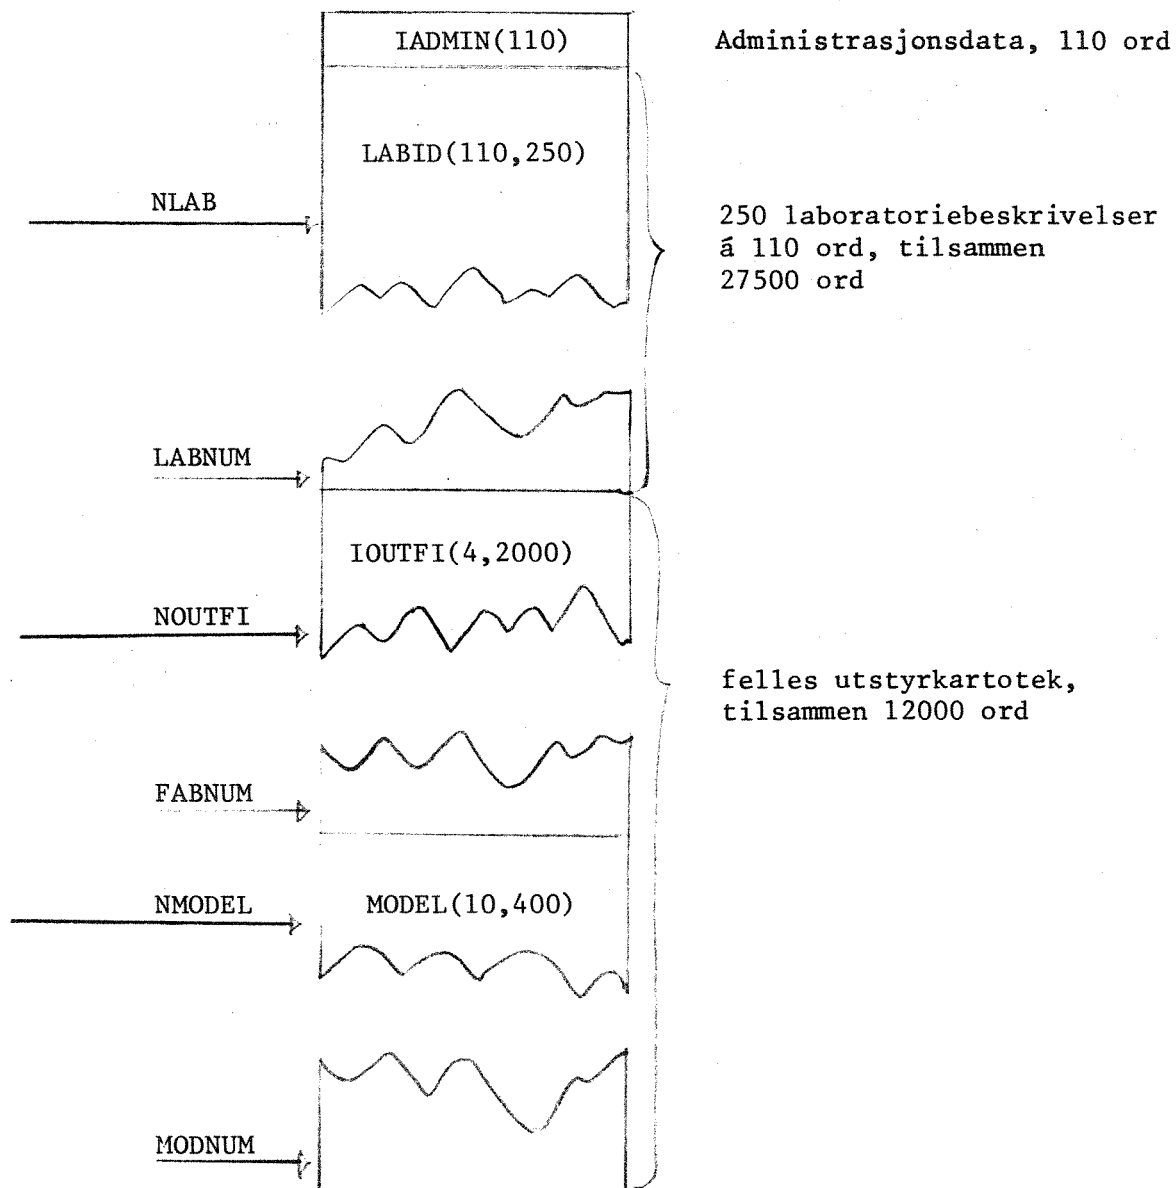 IADMIN(110)
Administrasjonsdata, 110 ord
LABID(110,250)
NLAB
250 laboratoriebeskrivelser
á 110 ord, tilsammen
27500 ord
LABNUM
IOUTFI(4,2000)
NOUTFI
felles utstyrkartotek,
tilsammen 12000 ord
FABNUM
NMODEL
MODEL(10,400)
MODNUM